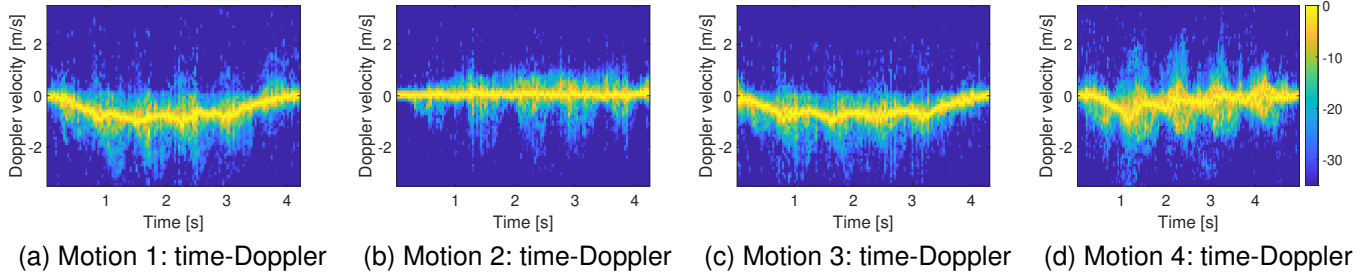 Doppler velocity [m/s]
2
0
-2
1 2 3 4
Time [s]
(a) Motion 1: time-Doppler
Doppler velocity [m/s]
2
0
-2
1 2 3 4
Time [s]
(b) Motion 2: time-Doppler
Doppler velocity [m/s]
2
0
-2
1 2 3 4
Time [s]
(c) Motion 3: time-Doppler
Doppler velocity [m/s]
2
0
-2
1 2 3 4
Time [s]
0
-10
-20
-30
(d) Motion 4: time-Doppler